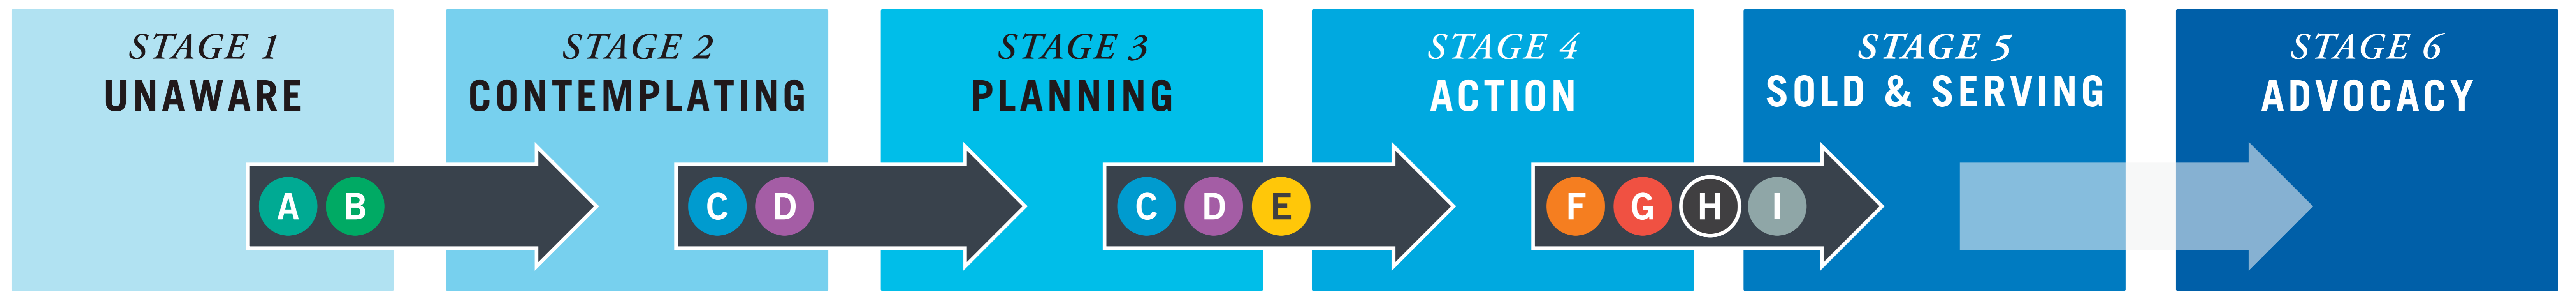 STAGE 1
UNAWARE
STAGE 2
CONTEMPLATING
STAGE 3
PLANNING
STAGE 4
ACTION
STAGE 5
SOLD & SERVING
STAGE 6
ADVOCACY
A B
C D
C D E
F G H I